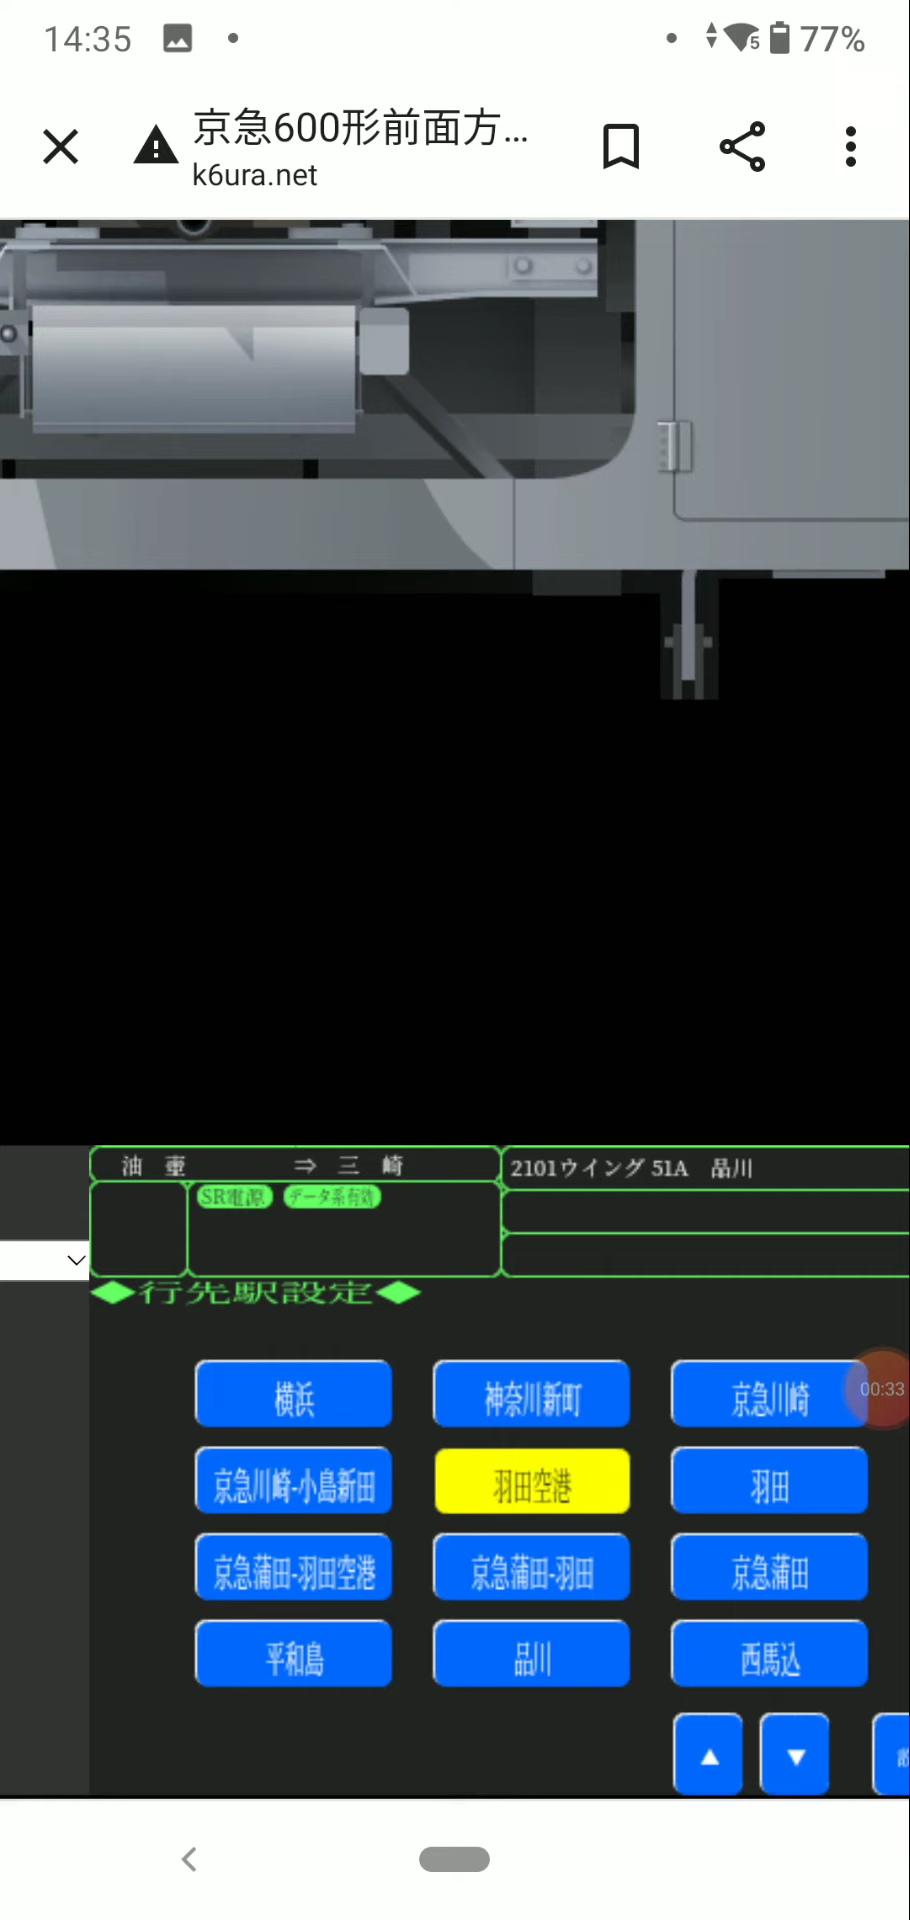 14:35
5 77%
京急600形前面方...
k6ura.net
油 壷 ⇒ 三 崎
2101ウイング 51A 品川
SR電源 データ系有効
◆行先駅設定◆
横浜 神奈川新町 京急川崎
00:33
京急川崎-小島新田 羽田空港 羽田
京急蒲田-羽田空港 京急蒲田-羽田 京急蒲田
平和島 品川 西馬込
▲ ▼